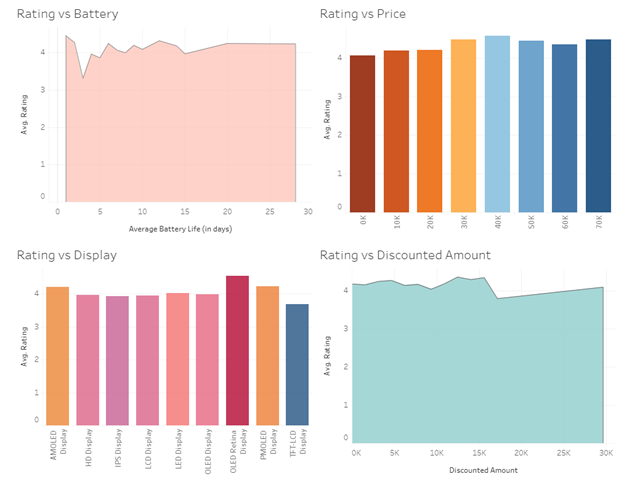 Rating vs Battery
4
3
2
1
0
Avg. Rating
0 5 10 15 20 25 30
Average Battery Life (in days)
Rating vs Price
4
3
2
1
0
Avg. Rating
0K 10K 20K 30K 40K 50K 60K 70K
Rating vs Display
4
3
2
1
0
Avg. Rating
AMOLED
Display
HD Display
IPS Display
LCD Display
LED Display
OLED Display
OLED Retina
Display
PMOLED
Display
TFT-LCD
Display
Rating vs Discounted Amount
4
3
2
1
0
Avg. Rating
0K 5K 10K 15K 20K 25K 30K
Discounted Amount